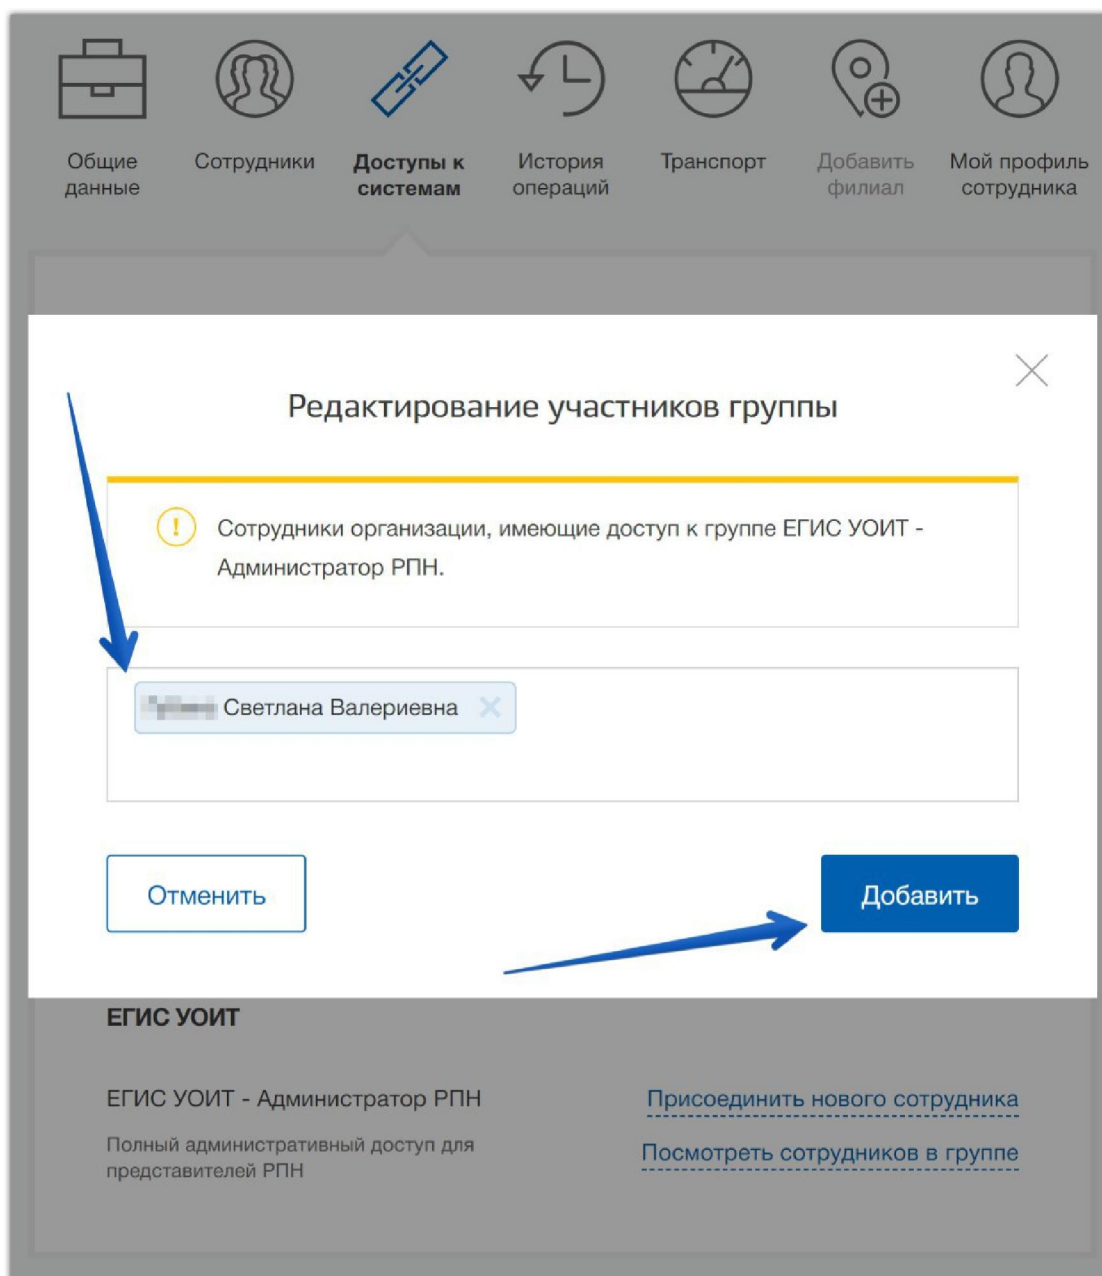 Общие данные
Сотрудники
Доступы к системам
История операций
Транспорт
Добавить филиал
Мой профиль сотрудника
Редактирование участников группы
Сотрудники организации, имеющие доступ к группе ЕГИС УОИТ -
Администратор РПН.
Светлана Валериевна
Отменить
Добавить
ЕГИС УОИТ
ЕГИС УОИТ - Администратор РПН
Присоединить нового сотрудника
Полный административный доступ для
представителей РПН
Посмотреть сотрудников в группе